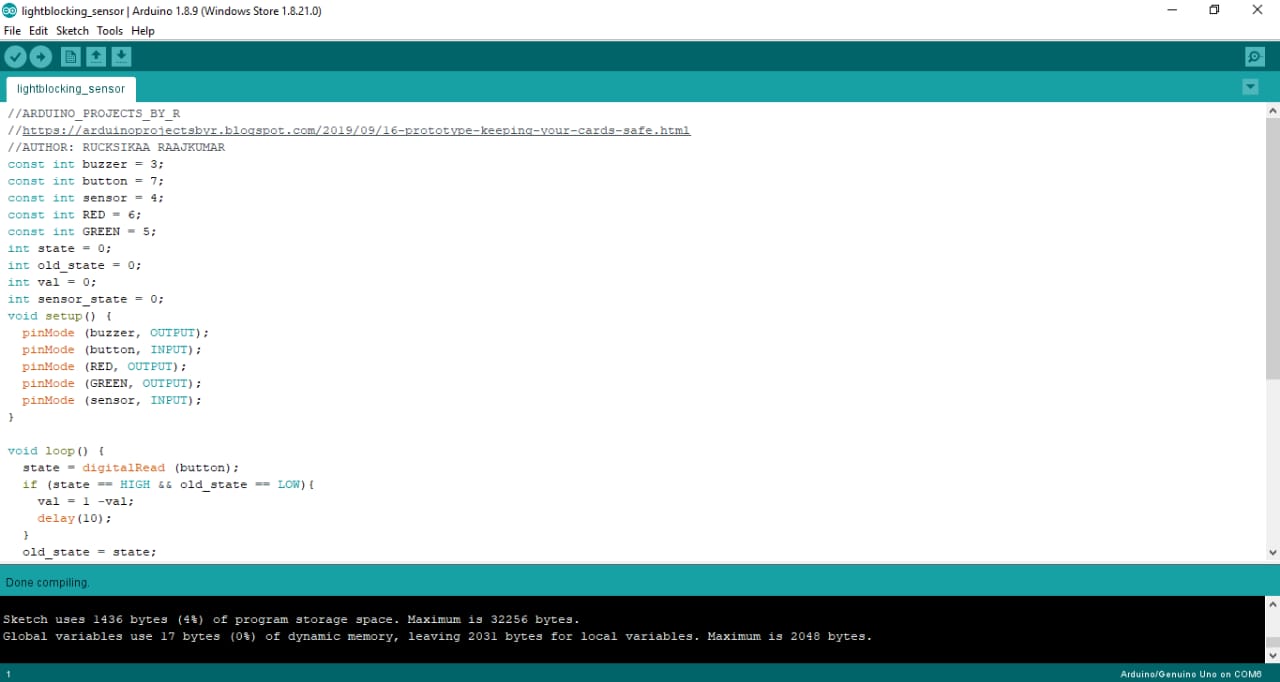 lightblocking_sensor | Arduino 1.8.9 (Windows Store 1.8.21.0)
File Edit Sketch Tools Help
lightblocking_sensor
//ARDUINO_PROJECTS_BY_R
//https://arduinoprojectsbyr.blogspot.com/2019/09/16-prototype-keeping-your-cards-safe.html
//AUTHOR: RUCKSIKAA RAAJKUMAR
const int buzzer = 3;
const int button = 7;
const int sensor = 4;
const int RED = 6;
const int GREEN = 5;
int state = 0;
int old_state = 0;
int val = 0;
int sensor_state = 0;
void setup() {
  pinMode (buzzer, OUTPUT);
  pinMode (button, INPUT);
  pinMode (RED, OUTPUT);
  pinMode (GREEN, OUTPUT);
  pinMode (sensor, INPUT);
}
void loop() {
  state = digitalRead (button);
  if (state == HIGH && old_state == LOW){
    val = 1 -val;
    delay(10);
  }
  old_state = state;
Done compiling.
Sketch uses 1436 bytes (4%) of program storage space. Maximum is 32256 bytes.
Global variables use 17 bytes (0%) of dynamic memory, leaving 2031 bytes for local variables. Maximum is 2048 bytes.
1
Arduino/Genuino Uno on COM6